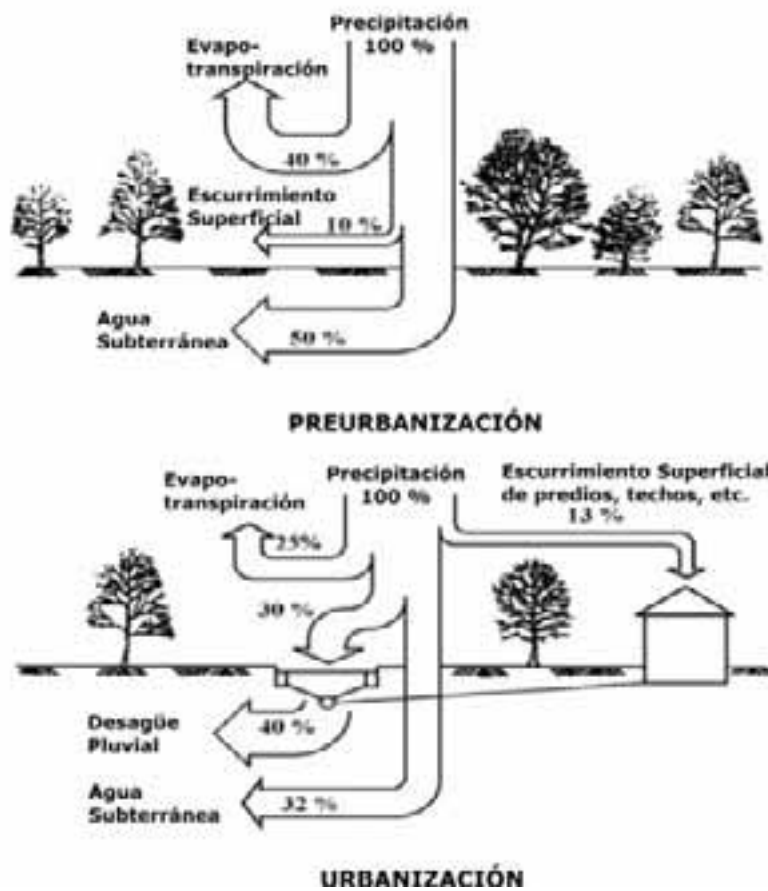 Precipitación
100 %
Evapo-
transpiración
40 %
Escurrimiento
Superficial
10 %
Agua
Subterránea
50 %
PREURBANIZACIÓN
Evapo-
transpiración
Precipitación
100 %
Escurrimiento Superficial
de predios, techos, etc.
13 %
25%
30 %
Desagüe
Pluvial
40 %
Agua
Subterránea
32 %
URBANIZACIÓN